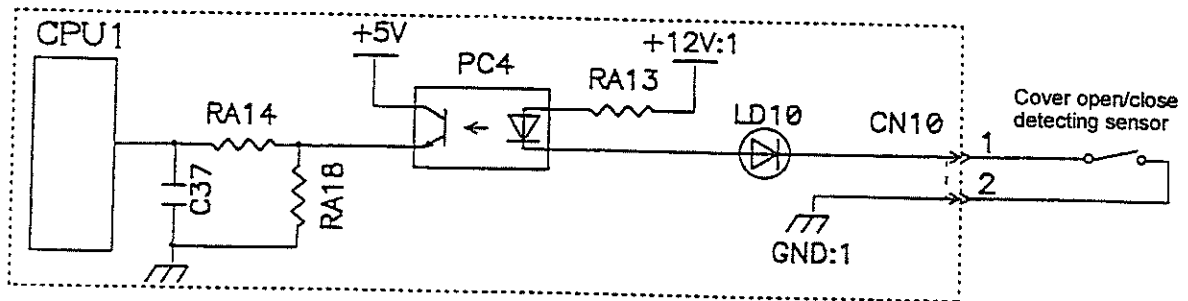 CPU1
+5V
+12V:1
PC4
RA13
RA14
LD10
CN10
Cover open/close
detecting sensor
1
2
C37
RA18
GND:1